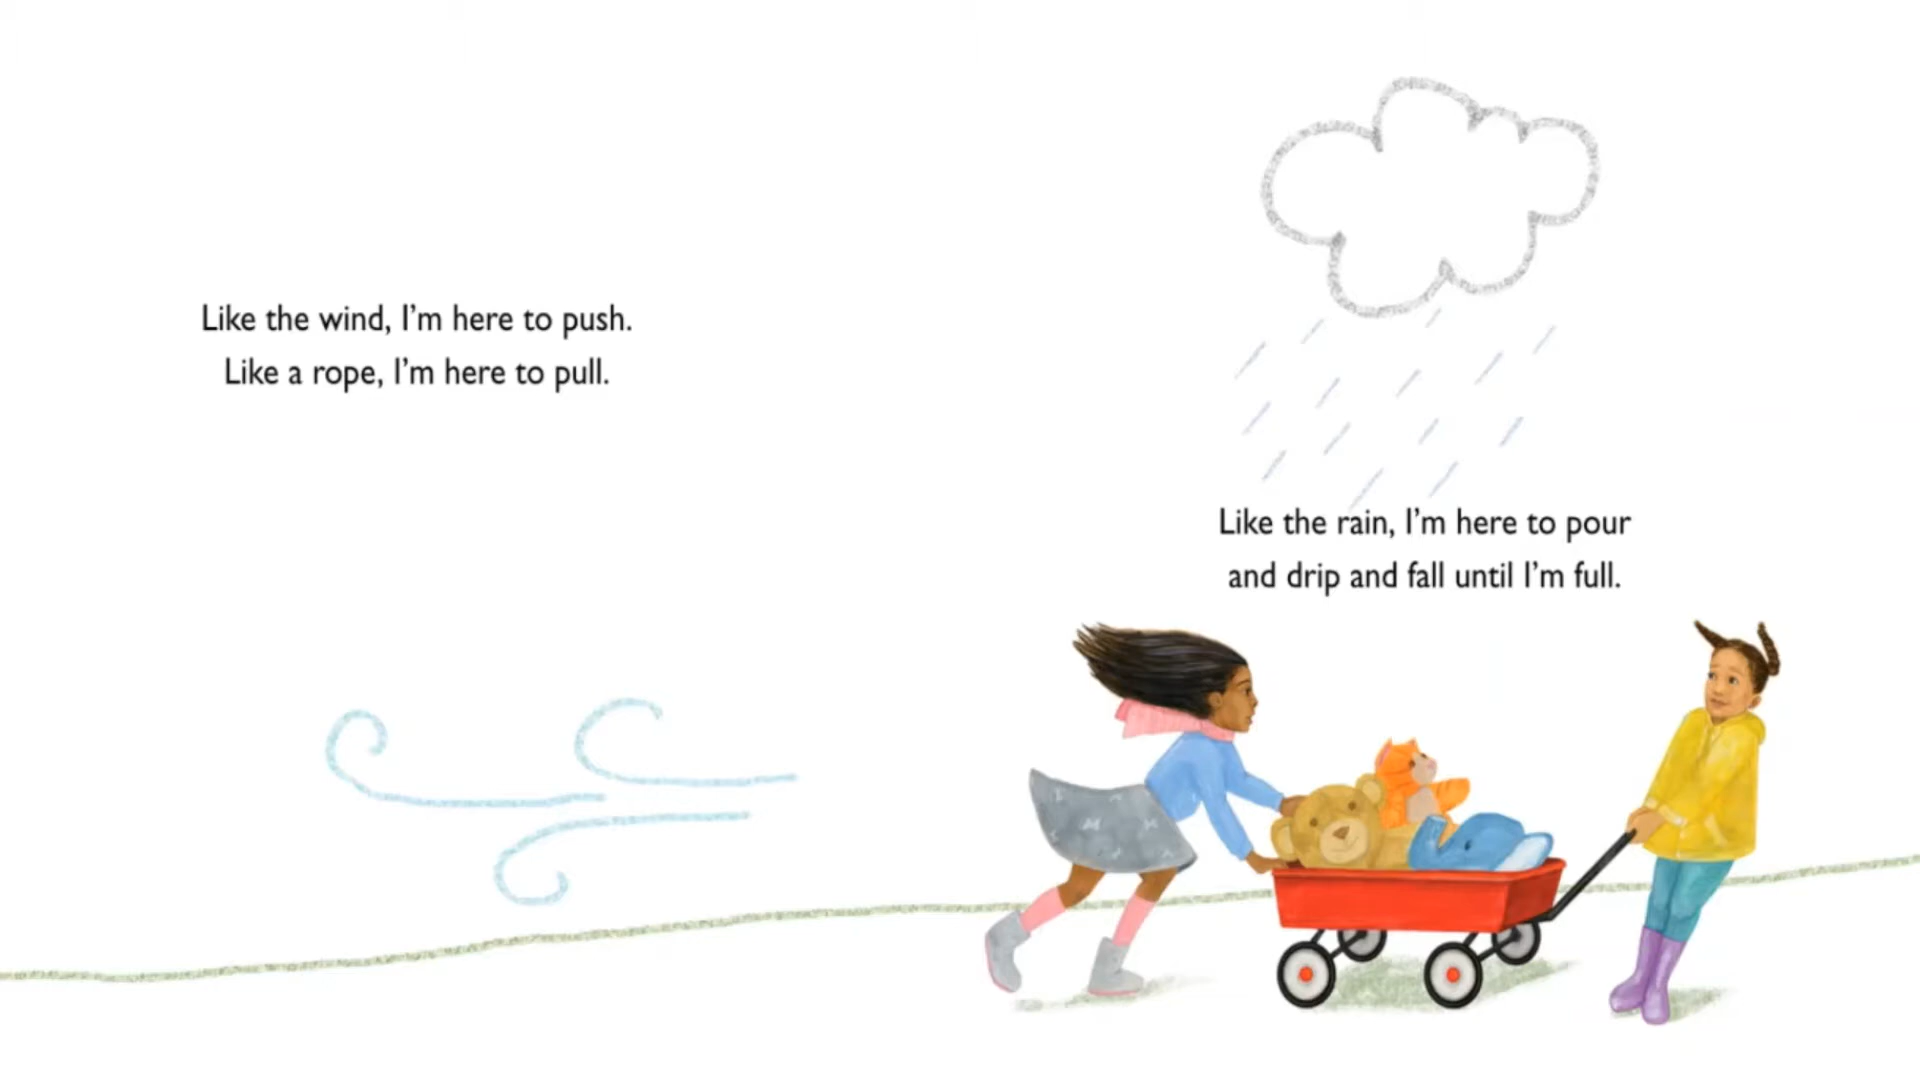 Like the wind, I’m here to push.
Like a rope, I’m here to pull.
Like the rain, I’m here to pour
and drip and fall until I’m full.